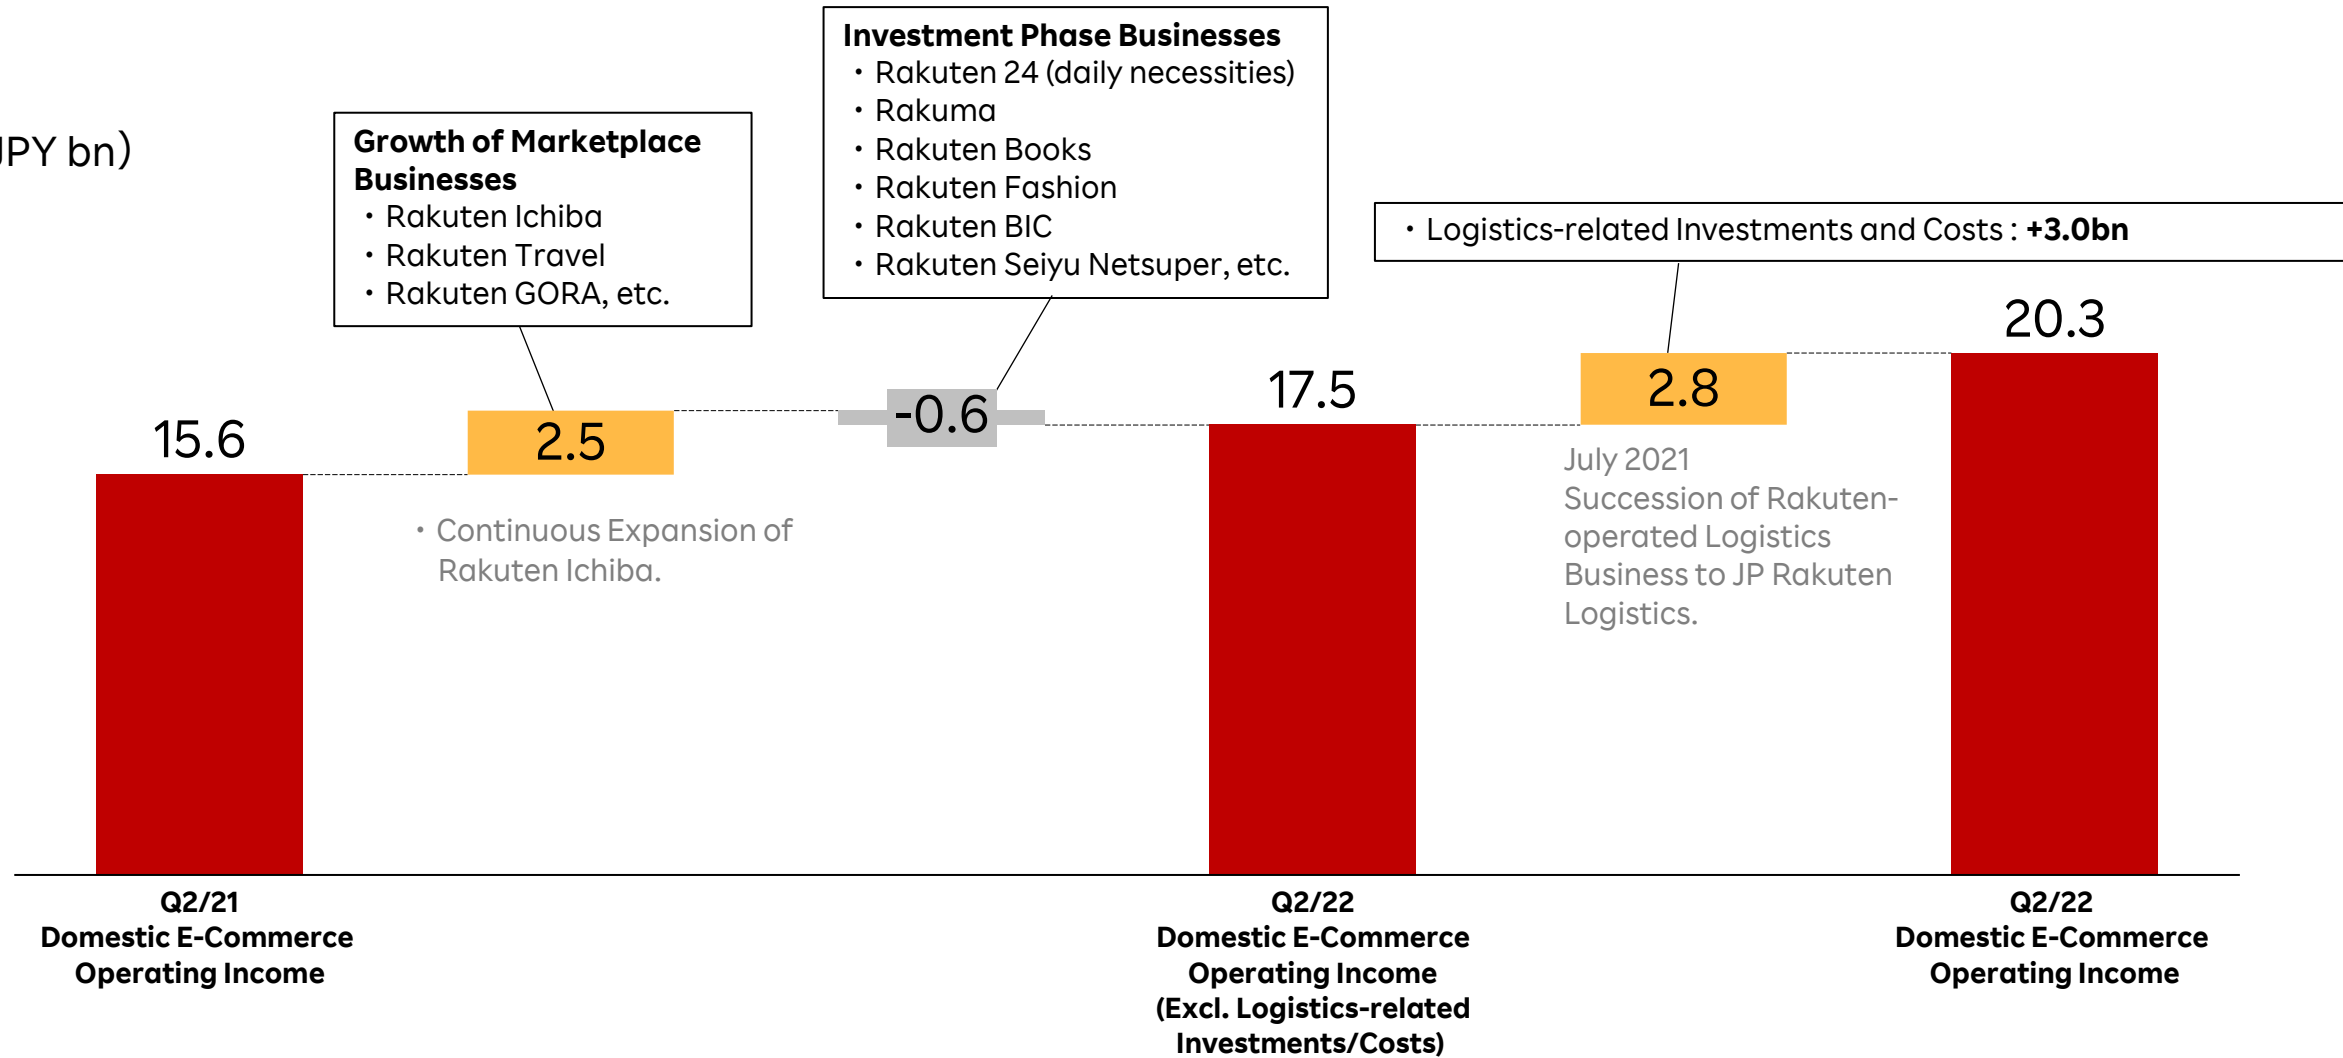 JPY bn)
Growth of Marketplace
Businesses
・Rakuten Ichiba
・Rakuten Travel
・Rakuten GORA, etc.
Investment Phase Businesses
・Rakuten 24 (daily necessities)
・Rakuma
・Rakuten Books
・Rakuten Fashion
・Rakuten BIC
・Rakuten Seiyu Netsuper, etc.
・Logistics-related Investments and Costs : +3.0bn
15.6
2.5
-0.6
17.5
2.8
20.3
・Continuous Expansion of
Rakuten Ichiba.
July 2021
Succession of Rakuten-
operated Logistics
Business to JP Rakuten
Logistics.
Q2/21
Domestic E-Commerce
Operating Income
Q2/22
Domestic E-Commerce
Operating Income
(Excl. Logistics-related
Investments/Costs)
Q2/22
Domestic E-Commerce
Operating Income